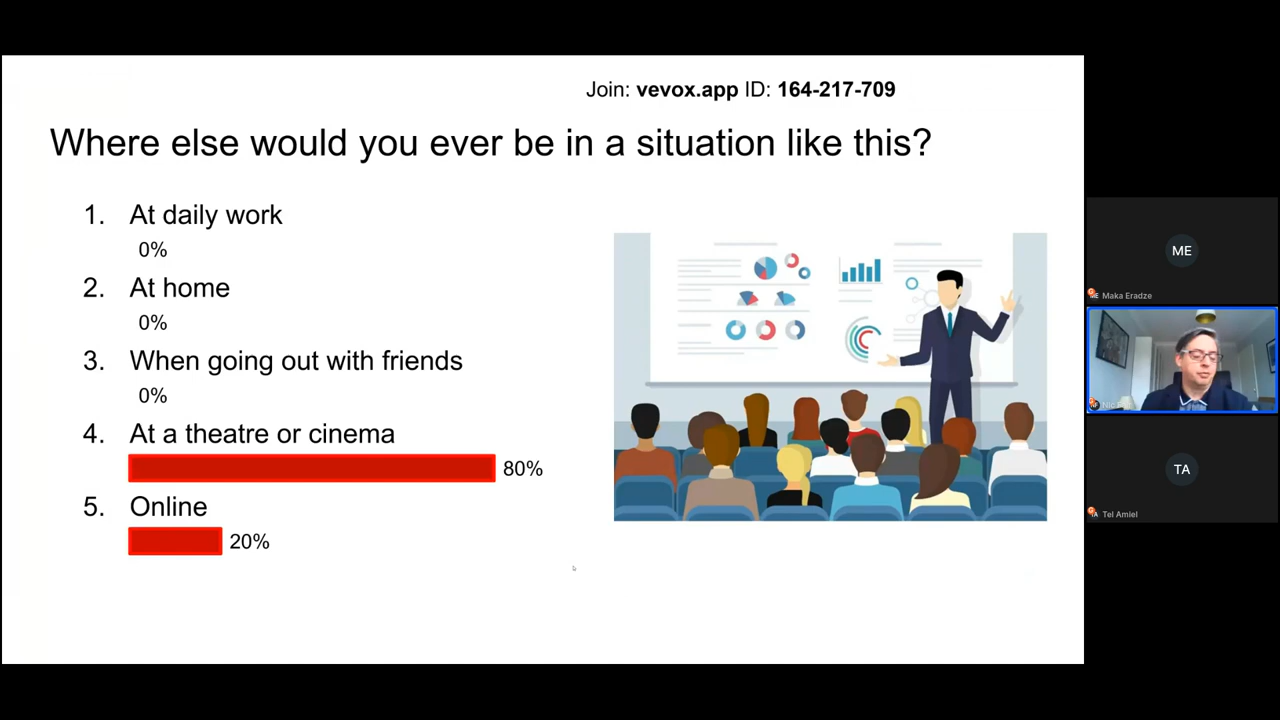 Join: vevox.app ID: 164-217-709
Where else would you ever be in a situation like this?
1. At daily work
0%
2. At home
0%
3. When going out with friends
0%
4. At a theatre or cinema
80%
5. Online
20%
ME
Maka Eradze
TA
Tel Amiel